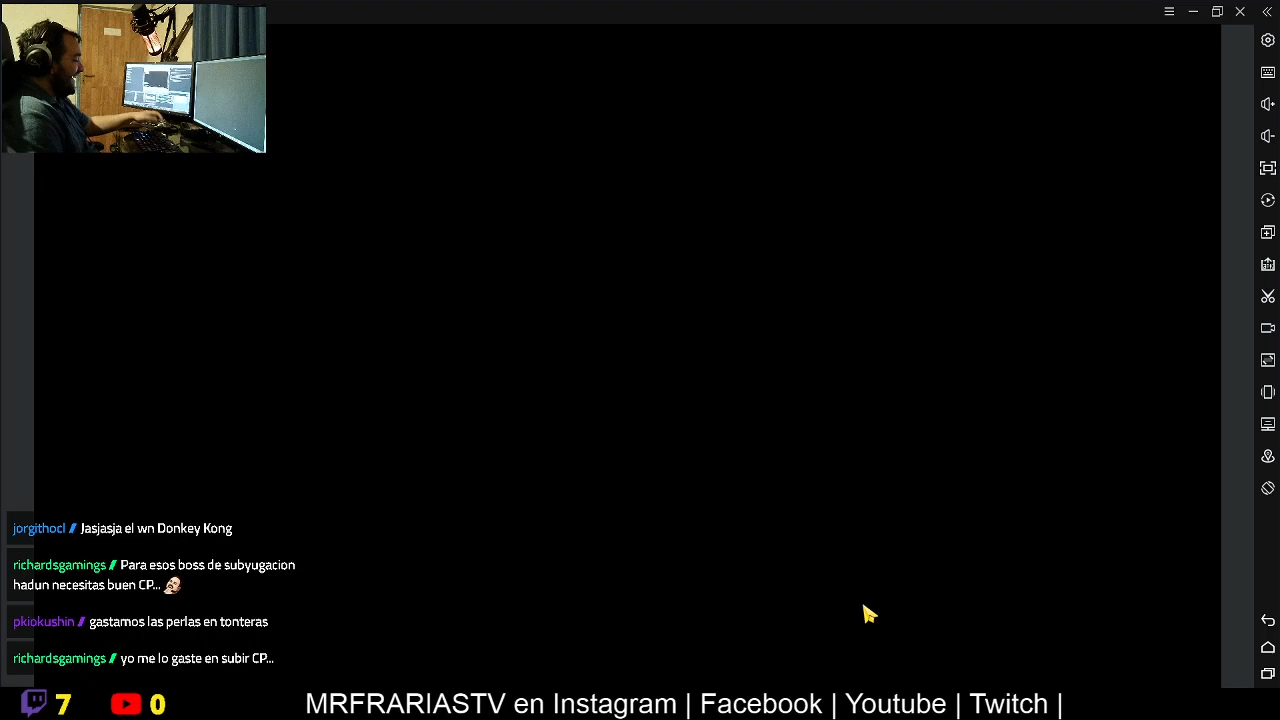 jorgithocl // Jasjasja el wn Donkey Kong
richardsgamings // Para esos boss de subyugacion
hadun necesitas buen CP...
pkiokushin // gastamos las perlas en tonteras
richardsgamings // yo me lo gaste en subir CP...
7 0 MRFRARIASTV en Instagram | Facebook | Youtube | Twitch |